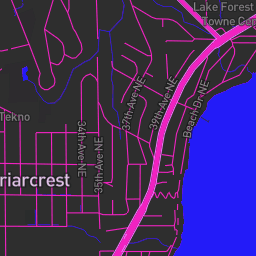 Lake Forest
Towne Cen
37th Ave NE
39th Ave NE
Beach Dr NE
Tekno
34th Ave NE
35th Ave NE
riarcrest